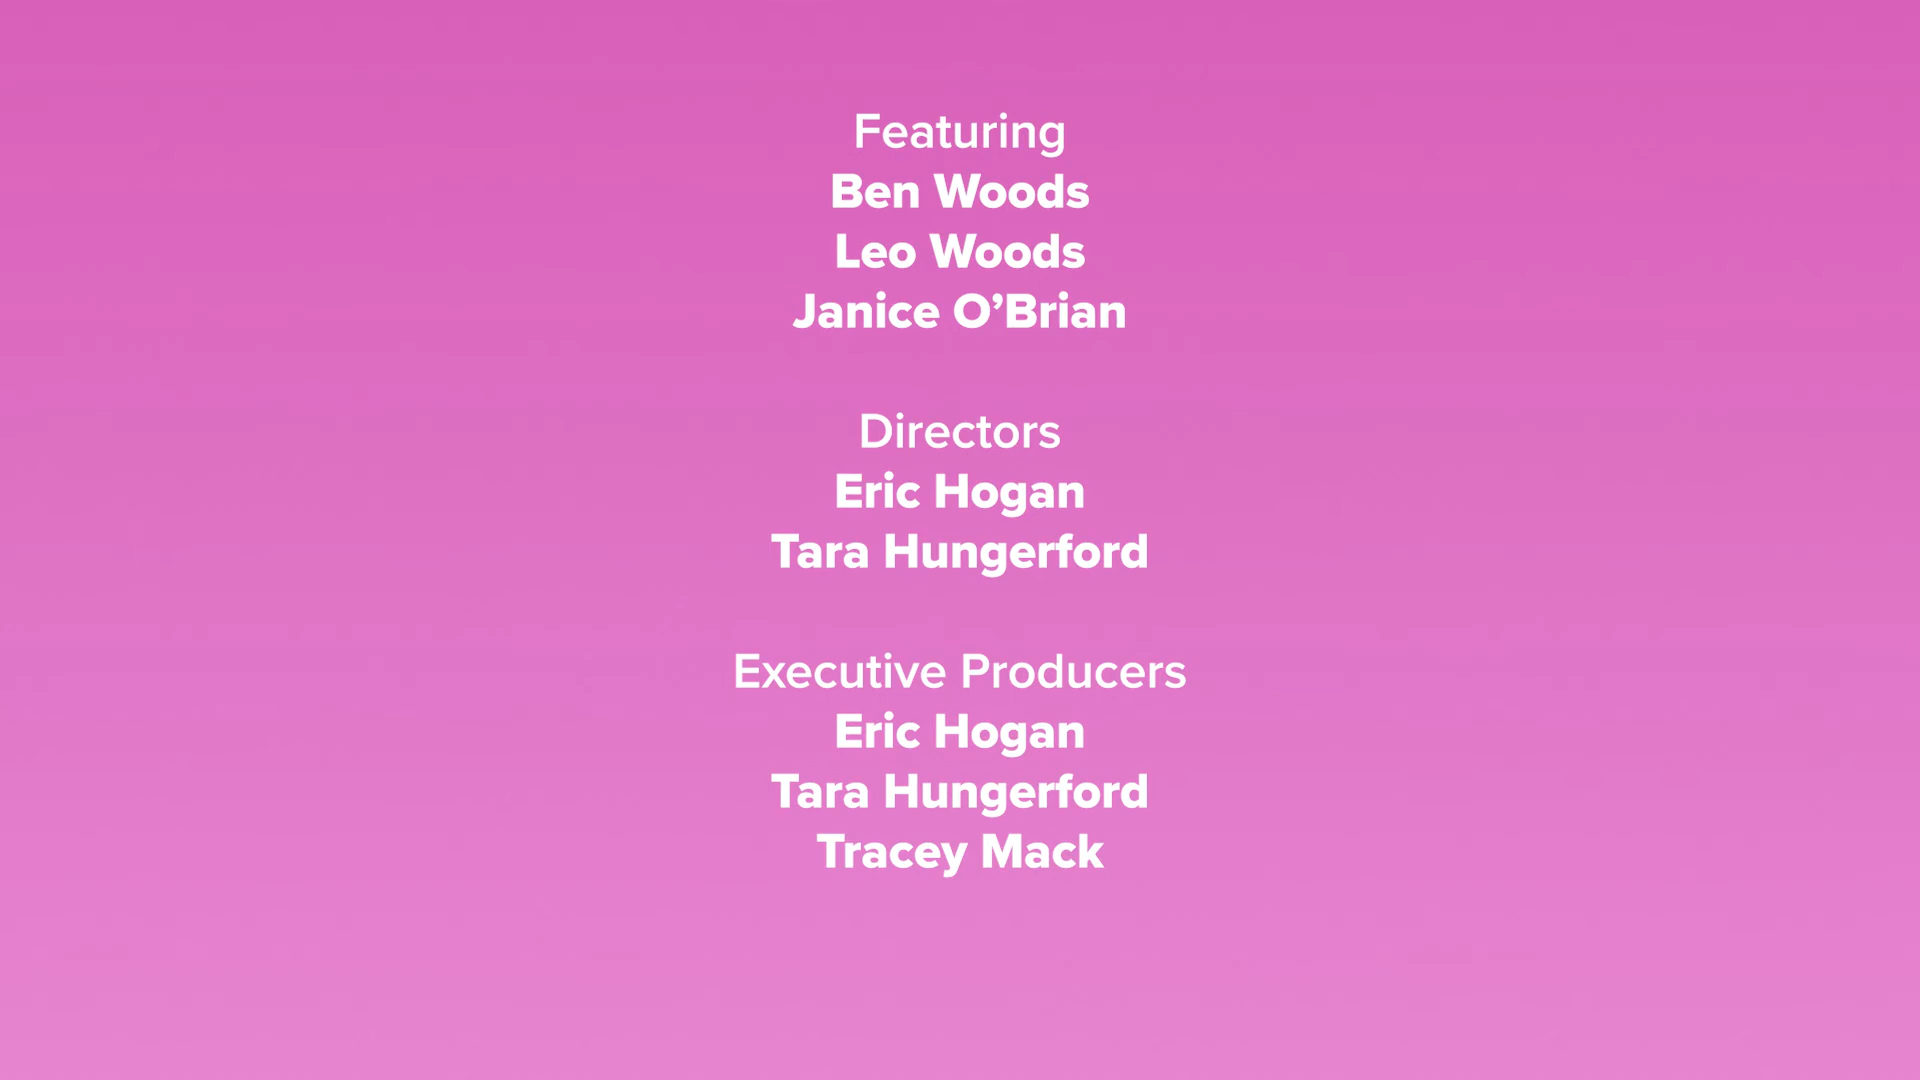 Featuring
Ben Woods
Leo Woods
Janice O’Brian
Directors
Eric Hogan
Tara Hungerford
Executive Producers
Eric Hogan
Tara Hungerford
Tracey Mack